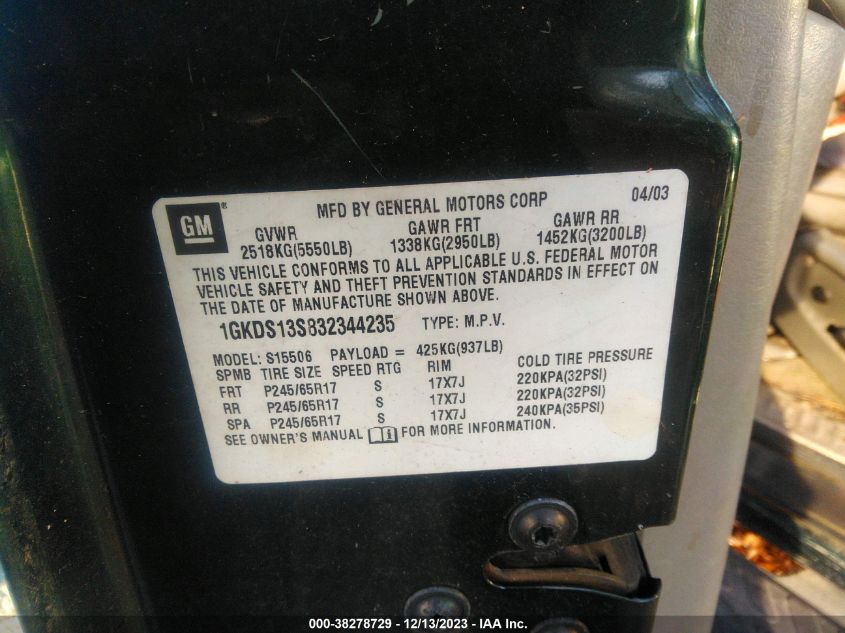 MFD BY GENERAL MOTORS CORP 04/03
GM®
GVWR GAWR FRT GAWR RR
2518KG(5550LB) 1338KG(2950LB) 1452KG(3200LB)
THIS VEHICLE CONFORMS TO ALL APPLICABLE U.S. FEDERAL MOTOR
VEHICLE SAFETY AND THEFT PREVENTION STANDARDS IN EFFECT ON
THE DATE OF MANUFACTURE SHOWN ABOVE.
1GKDS13S832344235 TYPE: M.P.V.
MODEL: S15506 PAYLOAD = 425KG(937LB)
SPMB TIRE SIZE SPEED RTG RIM COLD TIRE PRESSURE
FRT P245/65R17 S 17X7J 220KPA(32PSI)
RR P245/65R17 S 17X7J 220KPA(32PSI)
SPA P245/65R17 S 17X7J 240KPA(35PSI)
SEE OWNER'S MANUAL i FOR MORE INFORMATION.
000-38278729 - 12/13/2023 - IAA Inc.